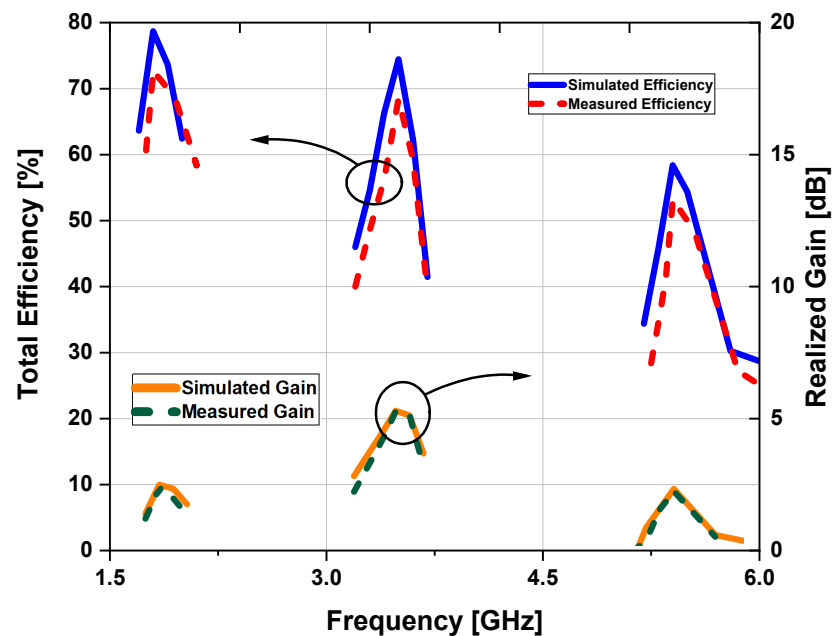 80
70
60
50
40
30
20
10
0
Total Efficiency [%]
Simulated Efficiency
Measured Efficiency
Simulated Gain
Measured Gain
20
15
10
5
0
Realized Gain [dB]
1.5 3.0 4.5 6.0
Frequency [GHz]